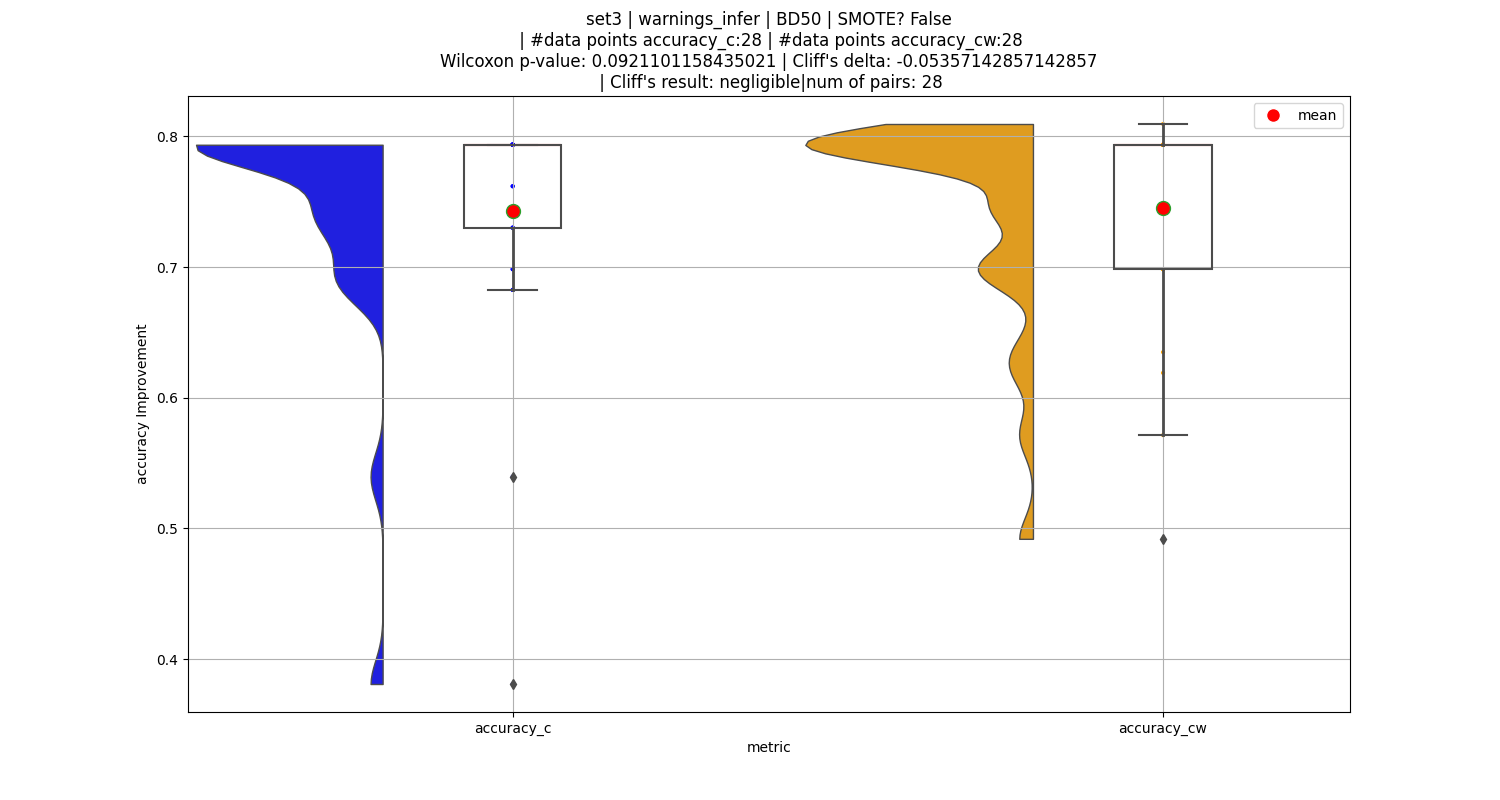 set3 | warnings_infer | BD50 | SMOTE? False
| #data points accuracy_c:28 | #data points accuracy_cw:28
Wilcoxon p-value: 0.0921101158435021 | Cliff's delta: -0.05357142857142857
| Cliff's result: negligible|num of pairs: 28
mean
0.8
0.7
0.6
0.5
0.4
accuracy Improvement
accuracy_c
accuracy_cw
metric